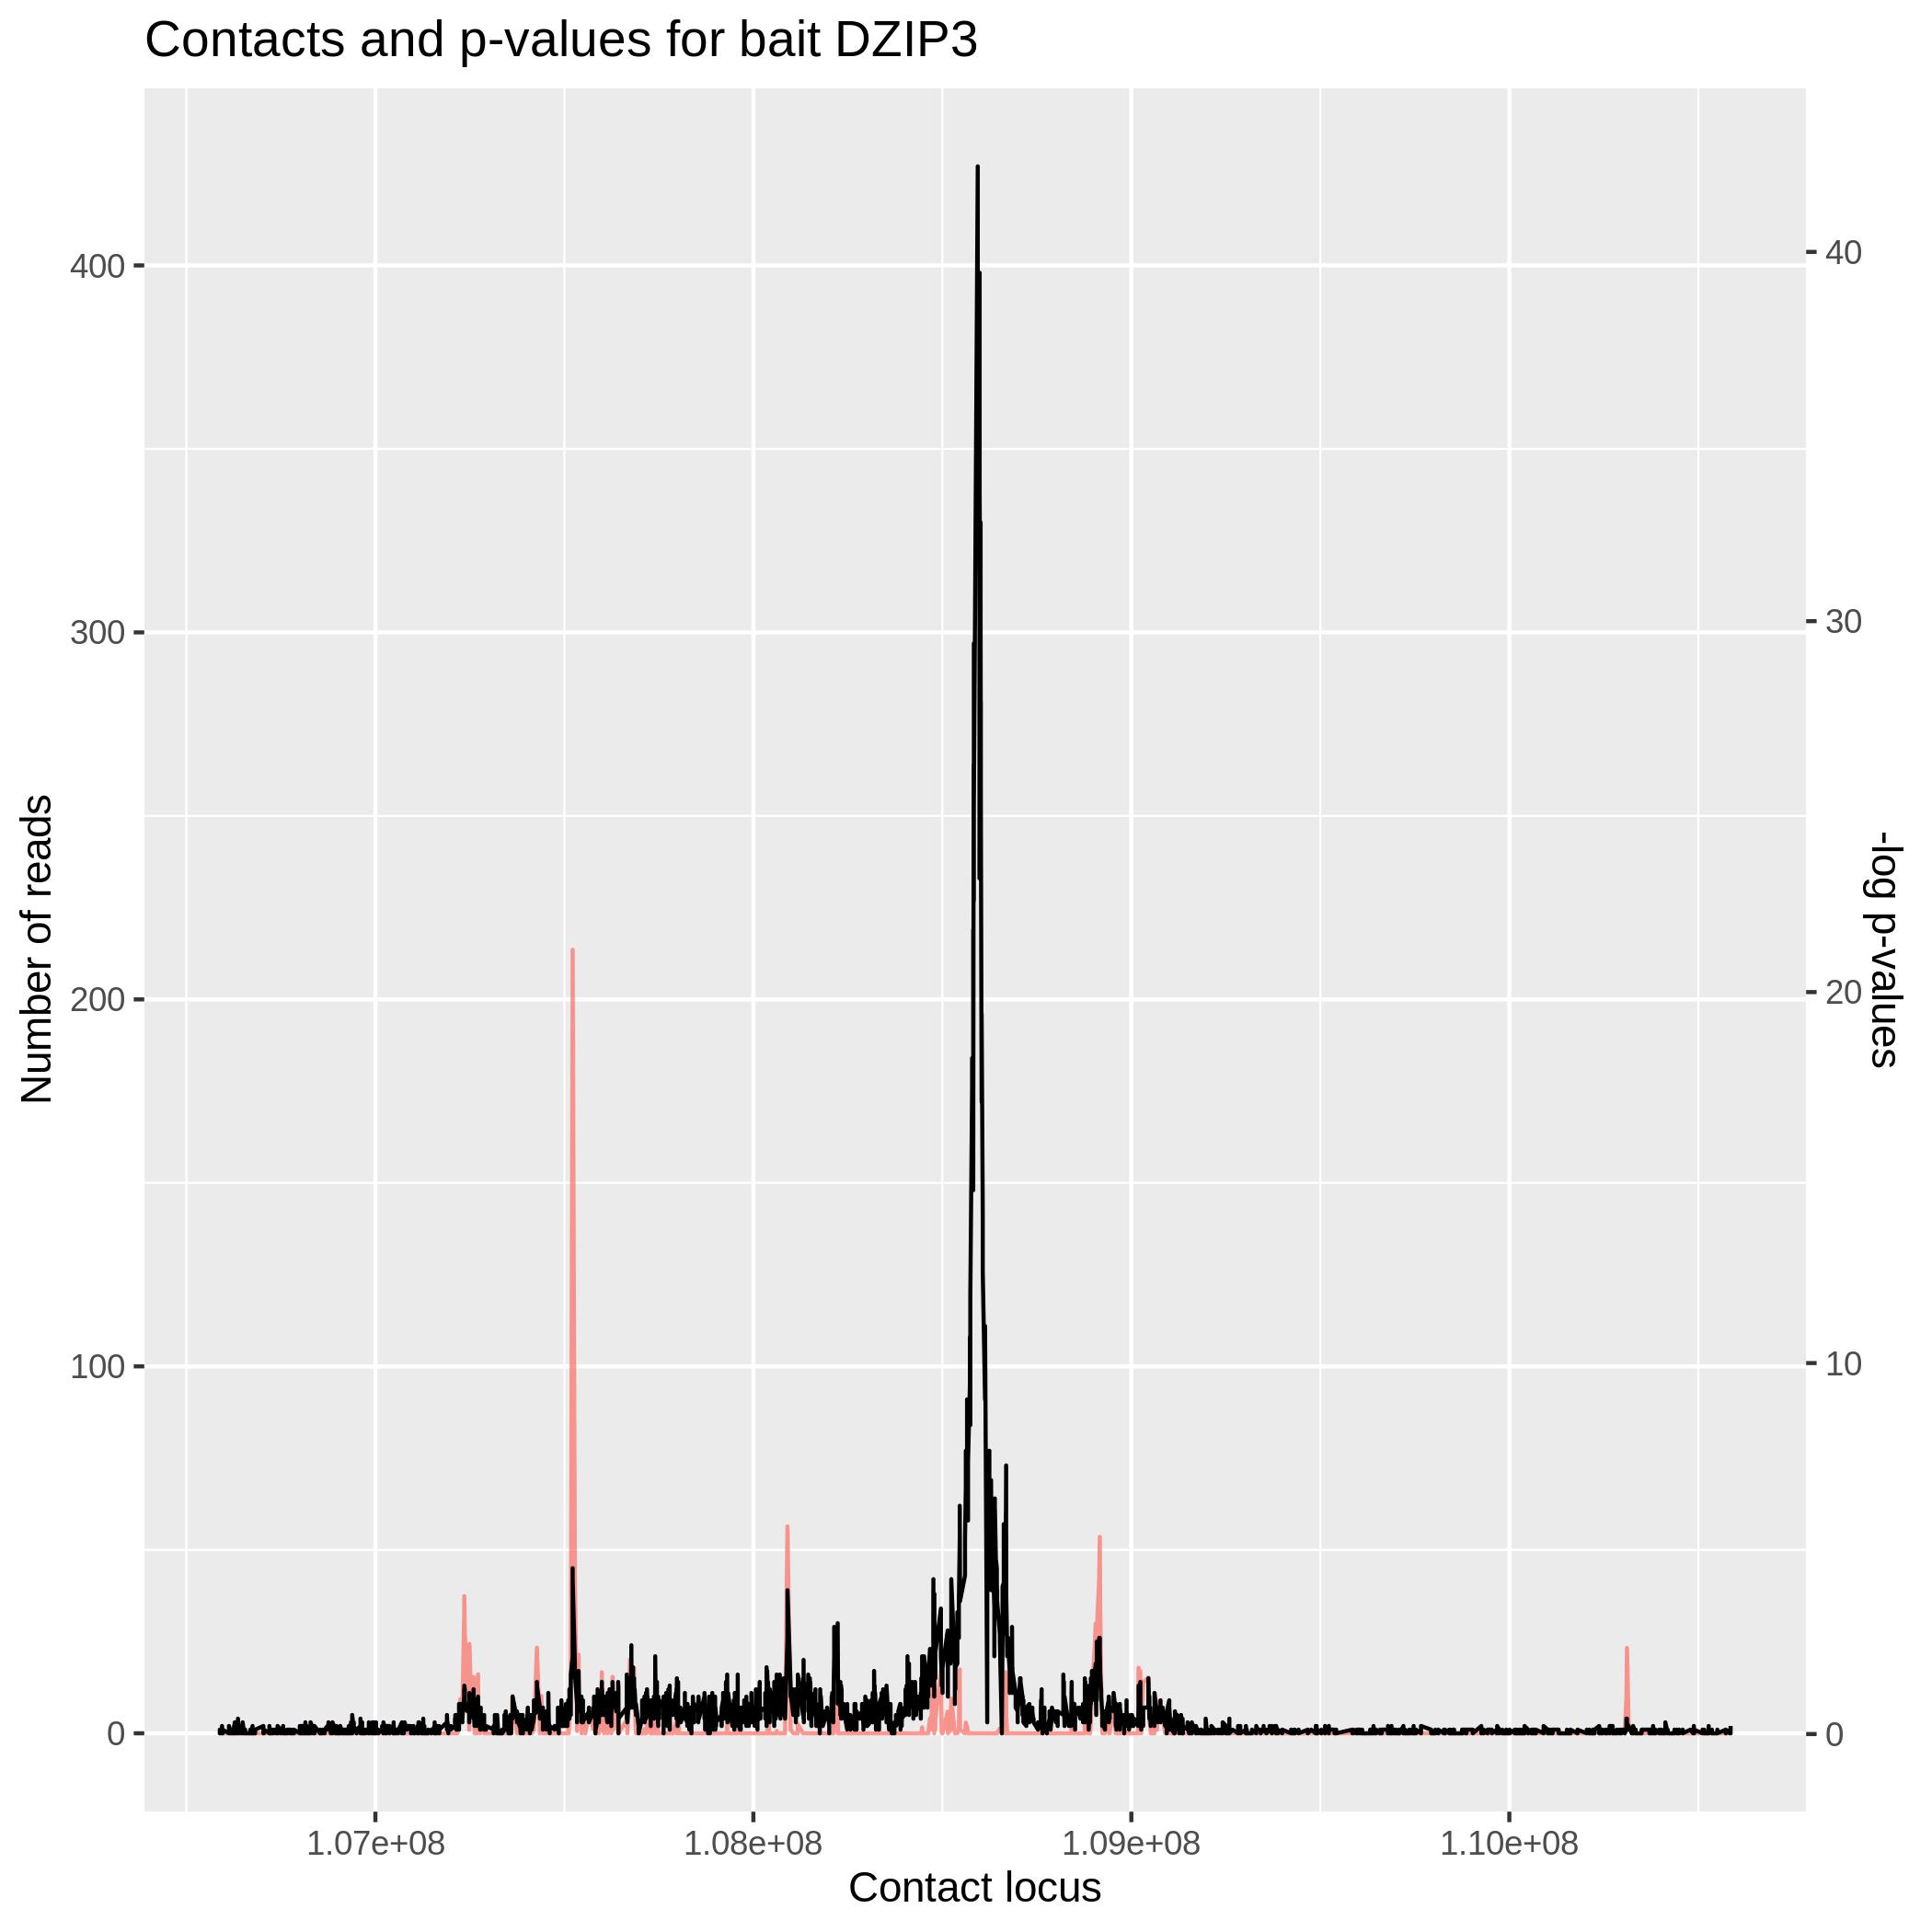 Contacts and p-values for bait DZIP3
400
300
200
100
0
Number of reads
40
30
20
10
0
-log p-values
1.07e+08
1.08e+08
1.09e+08
1.10e+08
Contact locus